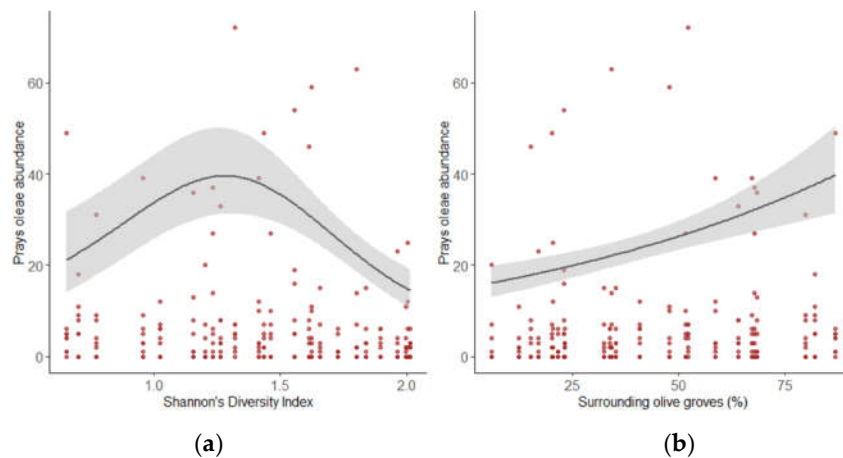 60
40
20
0
Prays oleae abundance
1.0 1.5 2.0
Shannon's Diversity Index
(a)
60
40
20
0
Prays oleae abundance
25 50 75
Surrounding olive groves (%)
(b)